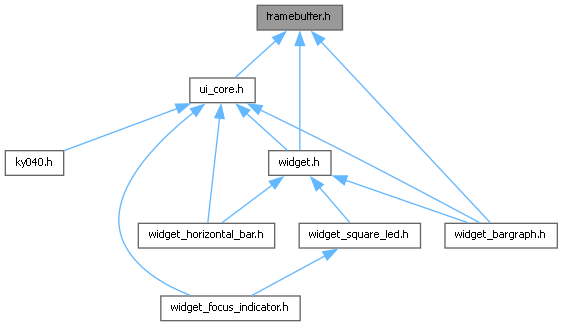 framebuffer.h
ui_core.h
ky040.h
widget.h
widget_horizontal_bar.h
widget_square_led.h
widget_bargraph.h
widget_focus_indicator.h